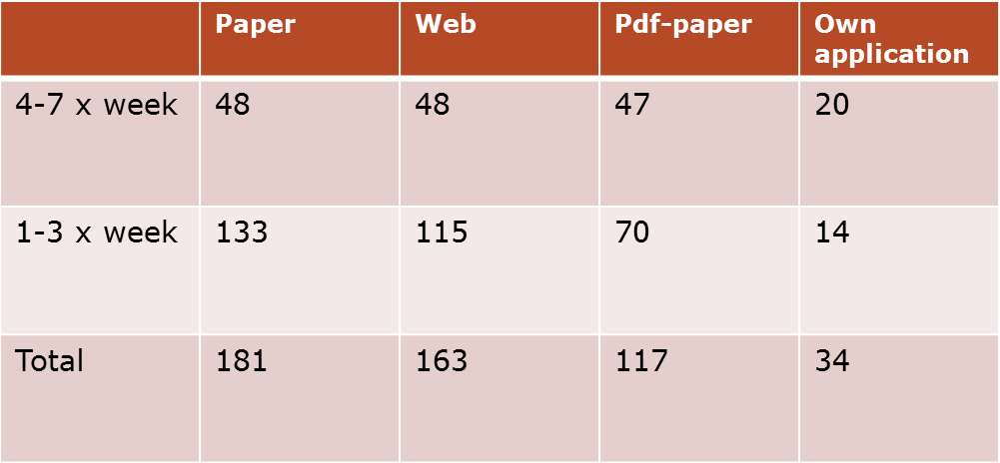 Paper Web Pdf-paper Own
application
4-7 x week 48 48 47 20
1-3 x week 133 115 70 14
Total 181 163 117 34